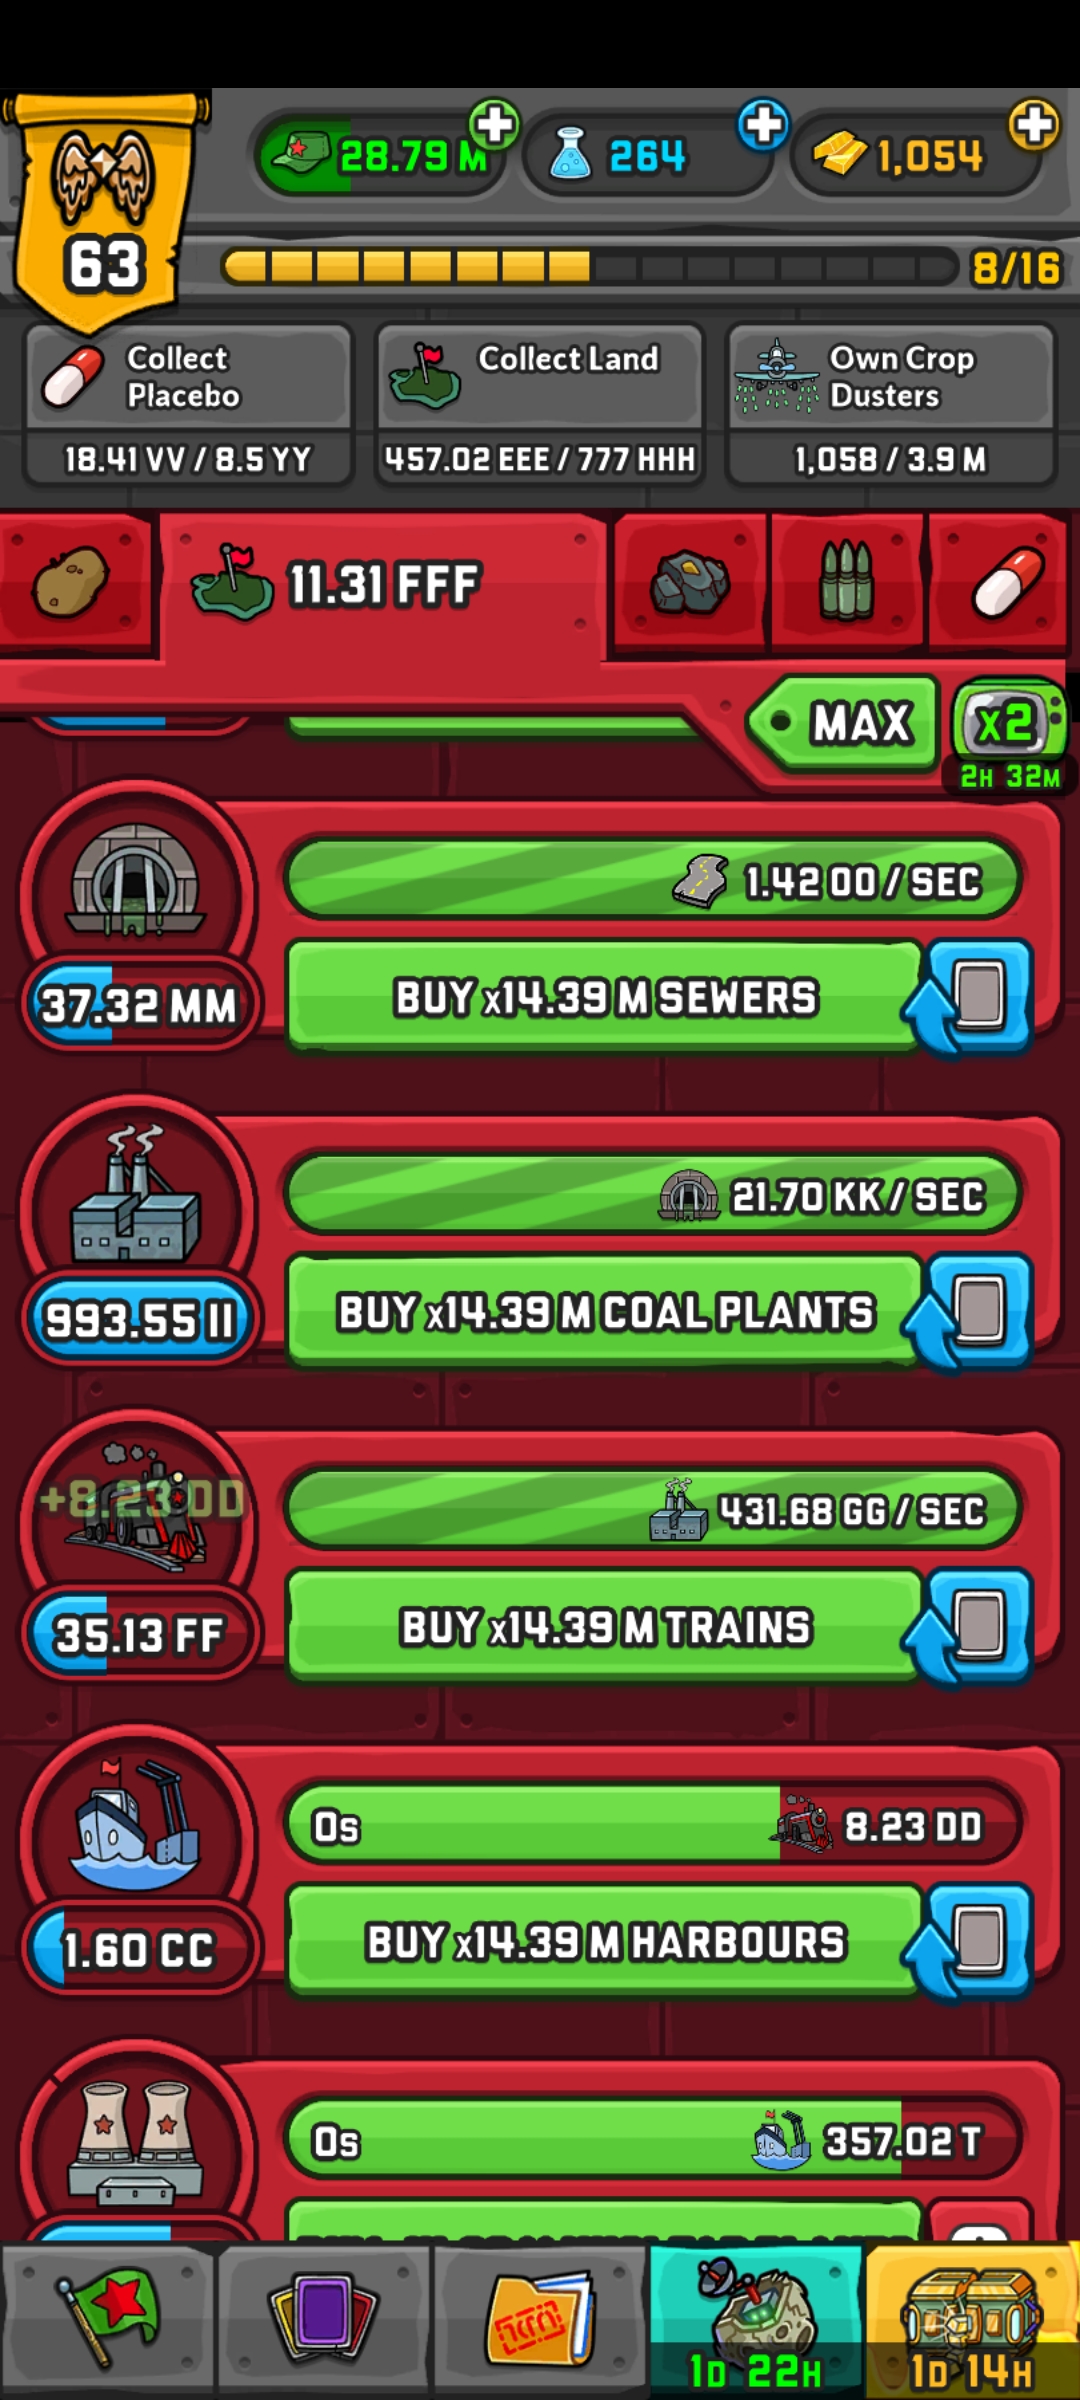 28.79 M
264
1,054
63
8/16
Collect
Placebo
18.41 VV / 8.5 YY
Collect Land
457.02 EEE / 777 HHH
Own Crop
Dusters
1,058 / 3.9 M
11.31 FFF
MAX
x2
2H 32M
1.42 OO / SEC
37.32 MM
BUY x14.39 M SEWERS
21.70 KK / SEC
993.55 II
BUY x14.39 M COAL PLANTS
+8.23 DD
431.68 GG / SEC
35.13 FF
BUY x14.39 M TRAINS
0s
8.23 DD
1.60 CC
BUY x14.39 M HARBOURS
0s
357.02 T
1D 22H
1D 14H